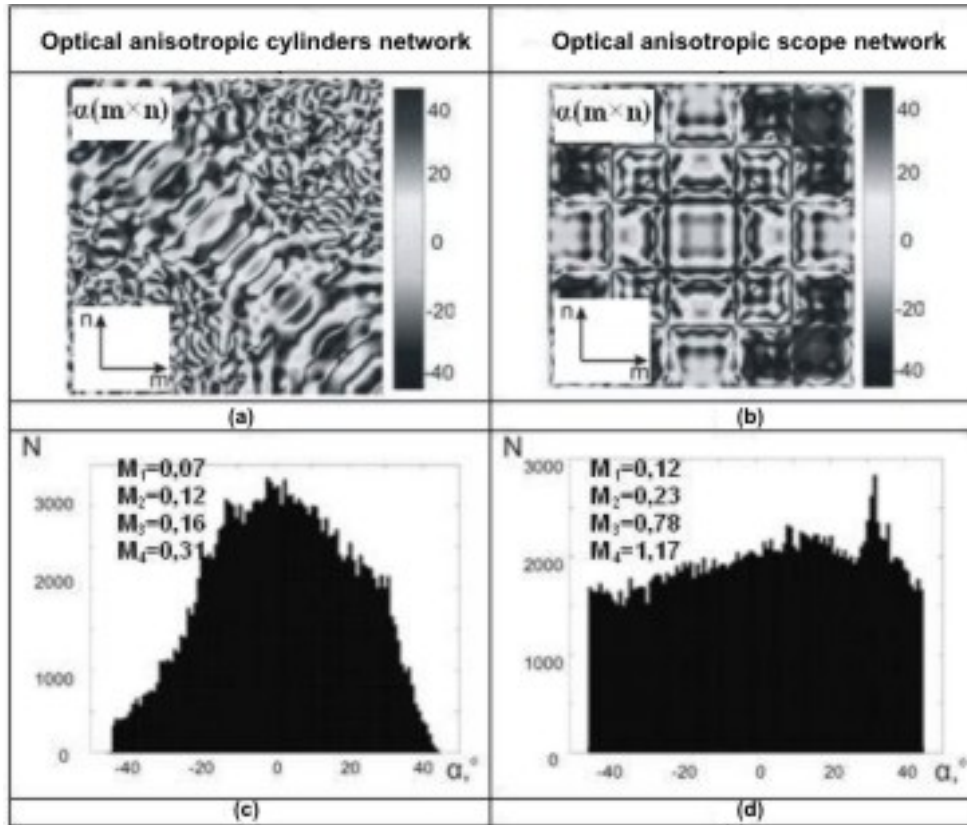 Optical anisotropic cylinders network
Optical anisotropic scope network
α(m×n)
40
20
0
-20
-40
n
m
α(m×n)
40
20
0
-20
-40
n
m
(a)
(b)
N
M1=0,07
M2=0,12
M3=0,16
M4=0,31
3000
2000
1000
0
-40
-20
0
20
40
α,°
N
M1=0,12
M2=0,23
M3=0,78
M4=1,17
3000
2000
1000
0
-40
-20
0
20
40
α,°
(c)
(d)